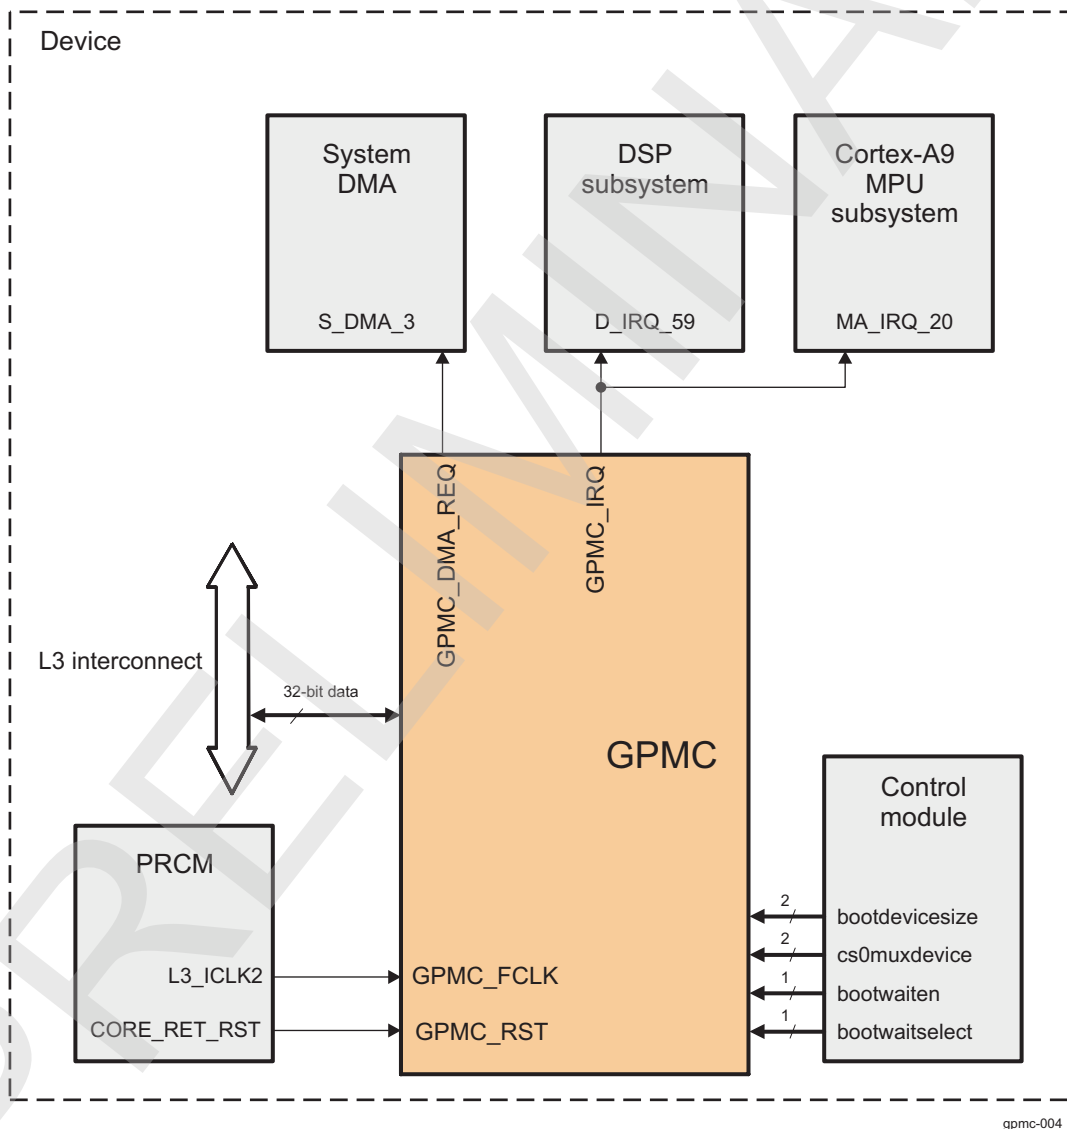 Device
System
DMA
S_DMA_3
DSP
subsystem
D_IRQ_59
Cortex-A9
MPU
subsystem
MA_IRQ_20
GPMC_DMA_REQ
GPMC_IRQ
L3 interconnect
32-bit data
GPMC
PRCM
L3_ICLK2
CORE_RET_RST
GPMC_FCLK
GPMC_RST
Control
module
2
bootdevicesize
2
cs0muxdevice
1
bootwaiten
1
bootwaitselect
gpmc-004